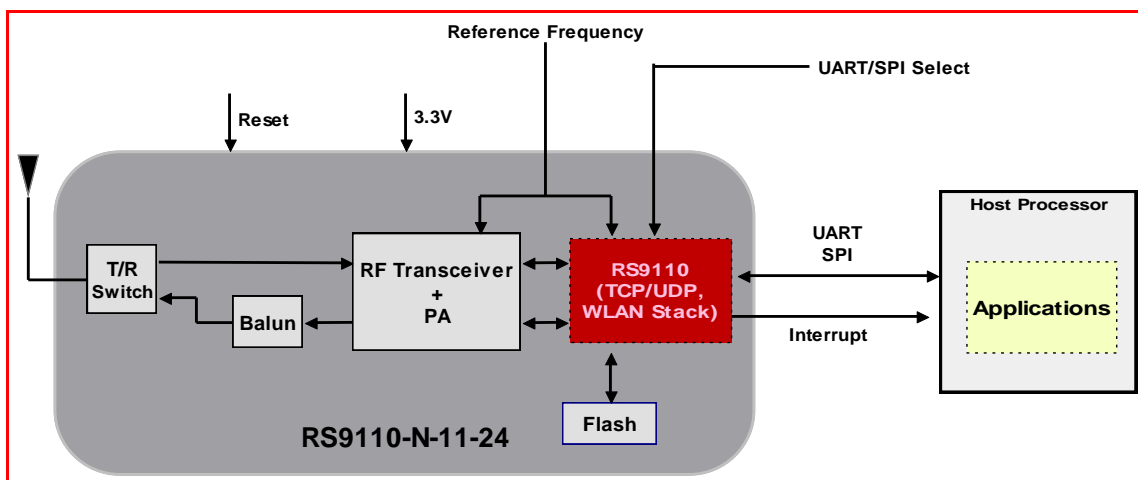 Reference Frequency
UART/SPI Select
Reset
3.3V
Host Processor
T/R
Switch
RF Transceiver
+
PA
Balun
RS9110
(TCP/UDP,
WLAN Stack)
UART
SPI
Interrupt
Applications
Flash
RS9110-N-11-24